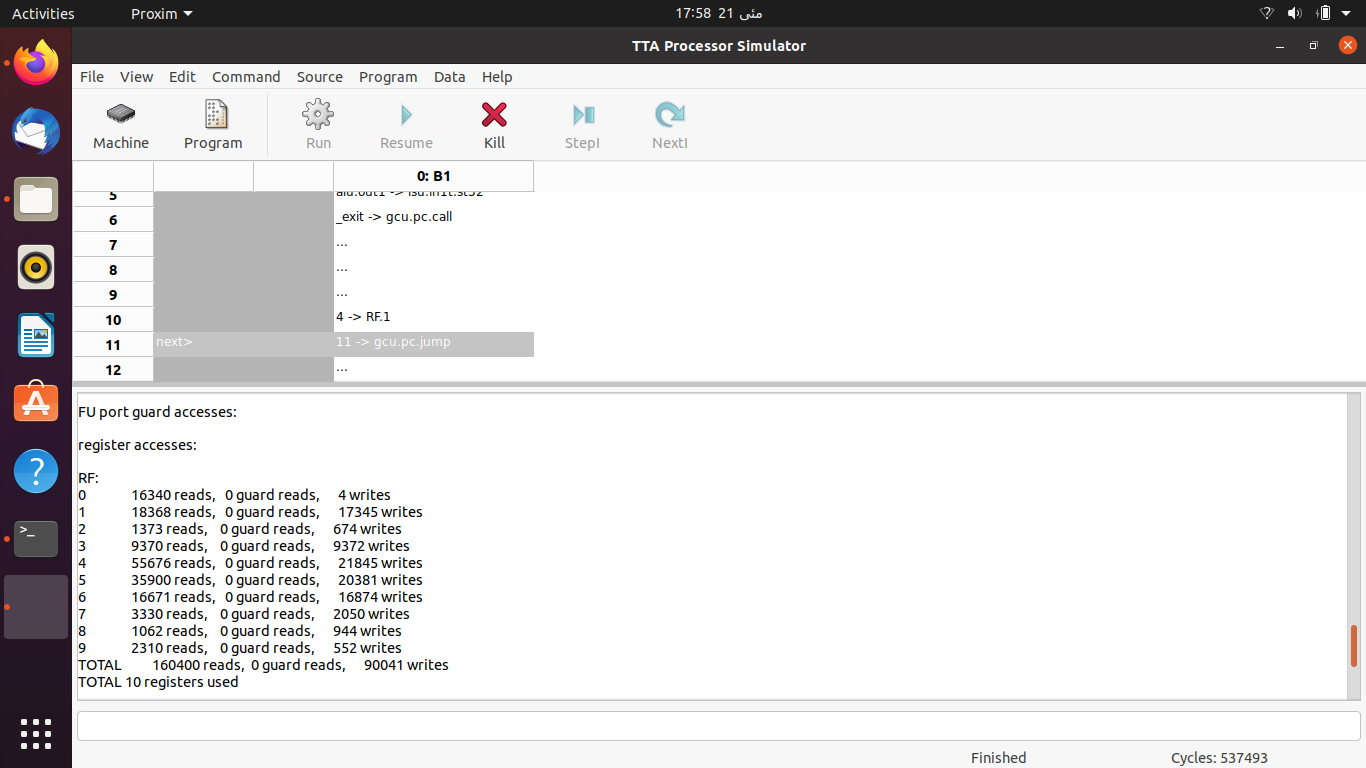 Activities Proxim 17:58 21 مئی
TTA Processor Simulator
File View Edit Command Source Program Data Help
Machine Program Run Resume Kill StepI NextI
0: B1
5 alu.out1 -> lsu.in1t.st32
6 _exit -> gcu.pc.call
7 ...
8 ...
9 ...
10 4 -> RF.1
11 next> 11 -> gcu.pc.jump
12 ...
FU port guard accesses:
register accesses:
RF:
0 16340 reads, 0 guard reads, 4 writes
1 18368 reads, 0 guard reads, 17345 writes
2 1373 reads, 0 guard reads, 674 writes
3 9370 reads, 0 guard reads, 9372 writes
4 55676 reads, 0 guard reads, 21845 writes
5 35900 reads, 0 guard reads, 20381 writes
6 16671 reads, 0 guard reads, 16874 writes
7 3330 reads, 0 guard reads, 2050 writes
8 1062 reads, 0 guard reads, 944 writes
9 2310 reads, 0 guard reads, 552 writes
TOTAL 160400 reads, 0 guard reads, 90041 writes
TOTAL 10 registers used
Finished Cycles: 537493